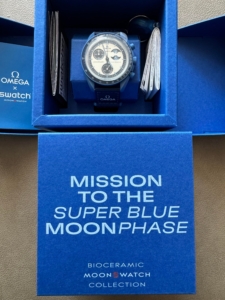 Ω
OMEGA
×
swatch
MISSION
TO THE
SUPER BLUE
MOONPHASE
BIOCERAMIC
MOONSWATCH
COLLECTION